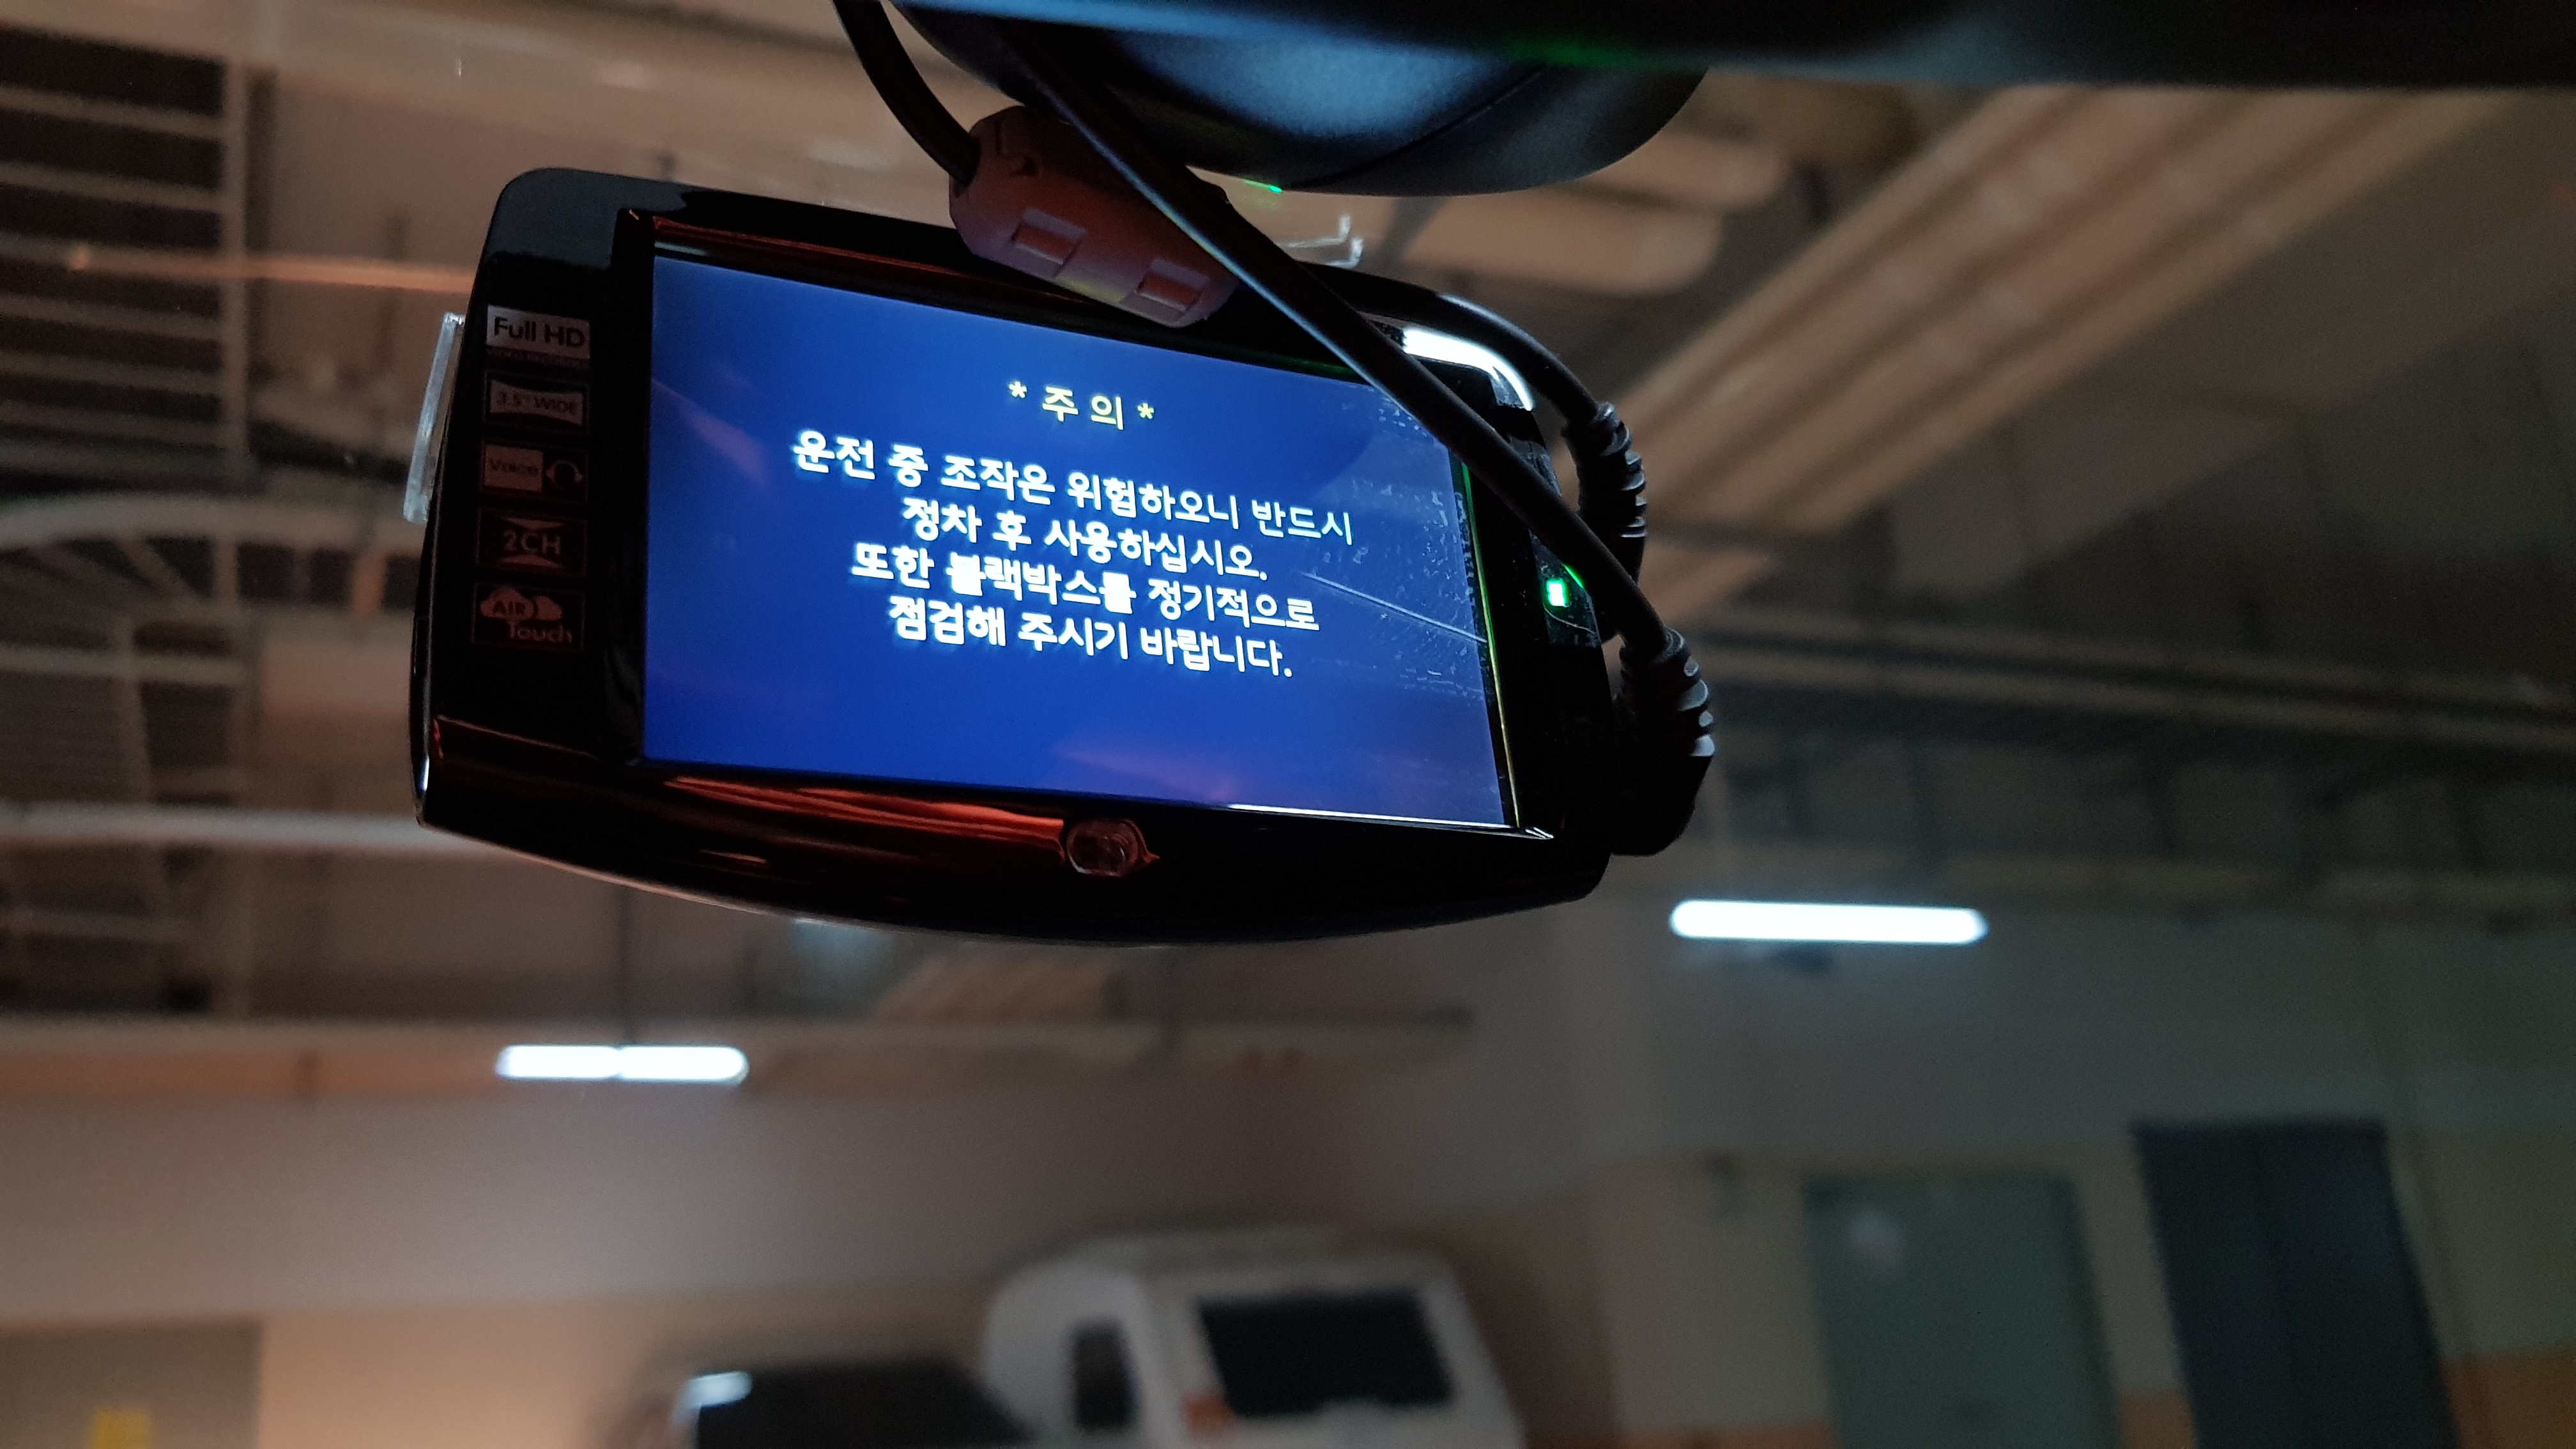 * 주 의 *
운전 중 조작은 위험하오니 반드시
정차 후 사용하십시오.
또한 블랙박스를 정기적으로
점검해 주시기 바랍니다.
Full HD
3.5" WIDE
Voice
2CH
AIR
Touch